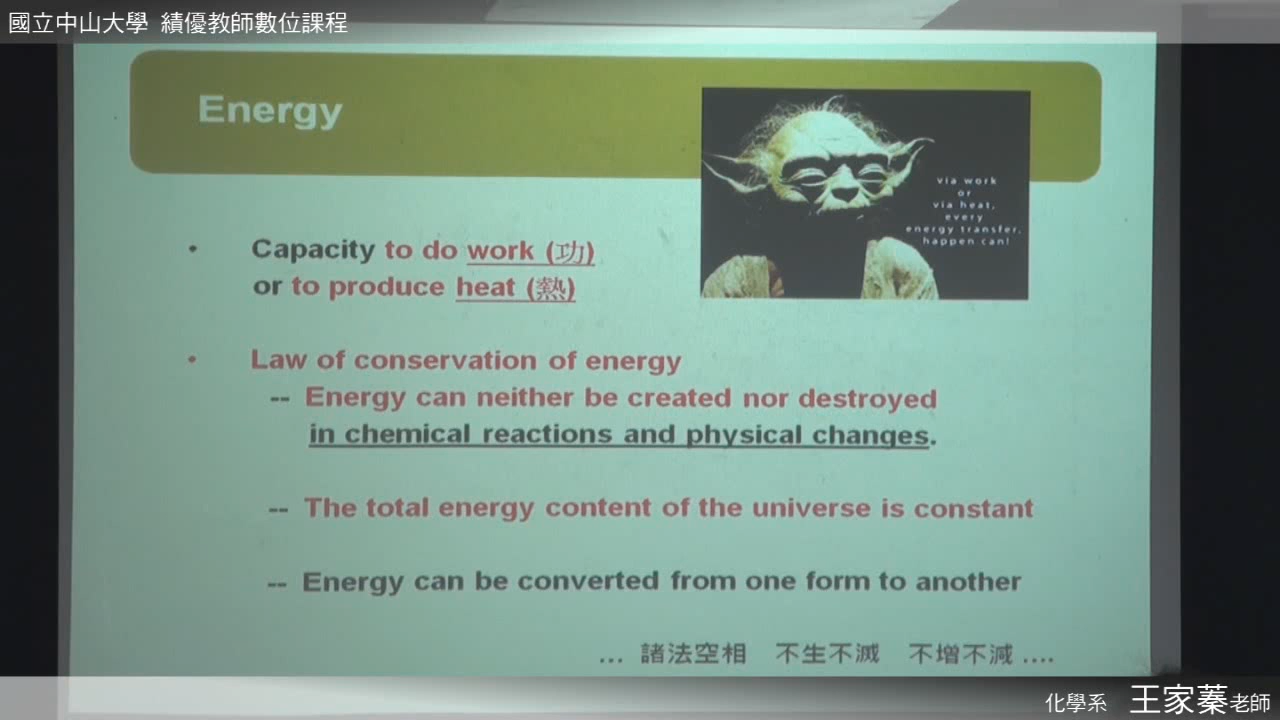 國立中山大學 績優教師數位課程
Energy
via work
or
via heat,
every
energy transfer,
happen can!
• Capacity to do work (功)
or to produce heat (熱)
• Law of conservation of energy
-- Energy can neither be created nor destroyed
in chemical reactions and physical changes.
-- The total energy content of the universe is constant
-- Energy can be converted from one form to another
... 諸法空相 不生不滅 不增不減 ....
化學系 王家蓁老師